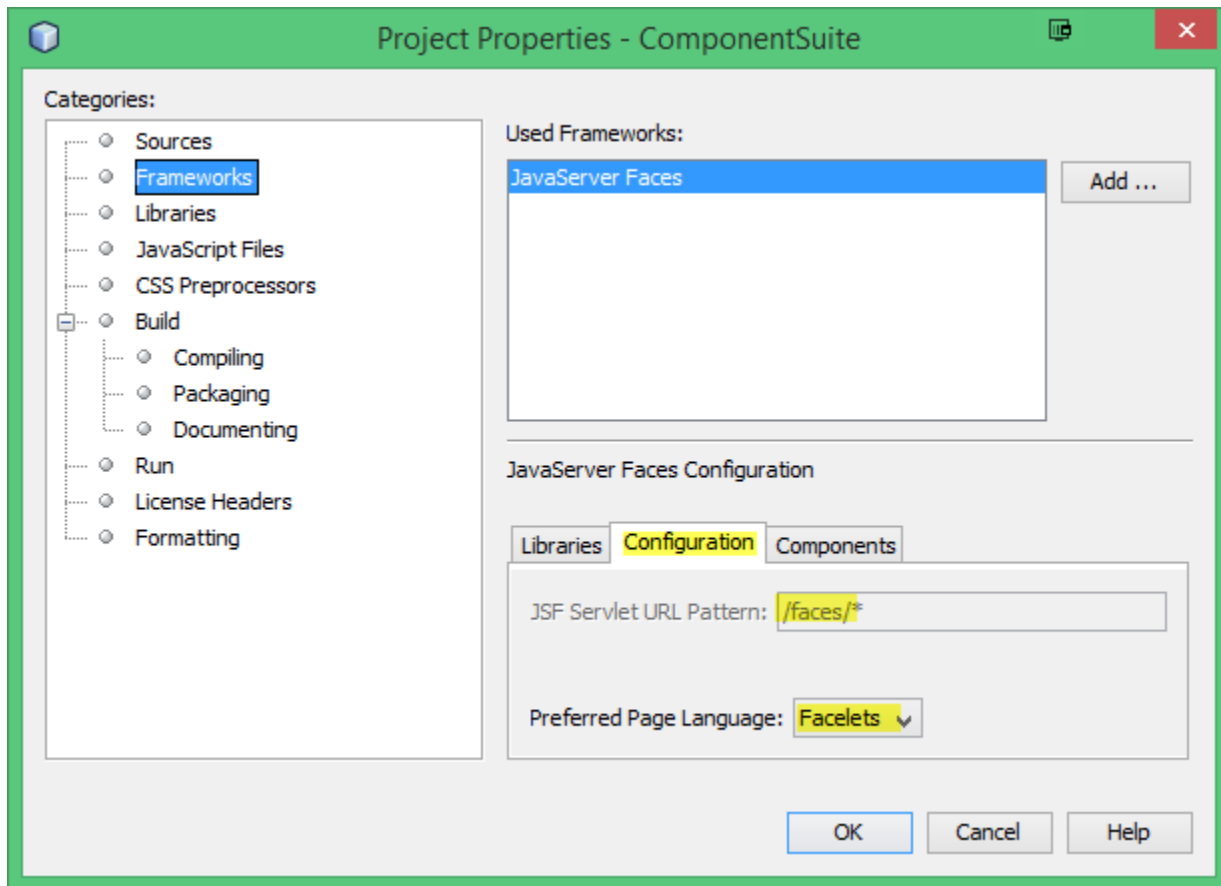 Project Properties - ComponentSuite
Categories:
Sources
Frameworks
Libraries
JavaScript Files
CSS Preprocessors
Build
Compiling
Packaging
Documenting
Run
License Headers
Formatting
Used Frameworks:
JavaServer Faces
Add ...
JavaServer Faces Configuration
Libraries Configuration Components
JSF Servlet URL Pattern: /faces/*
Preferred Page Language: Facelets
OK Cancel Help